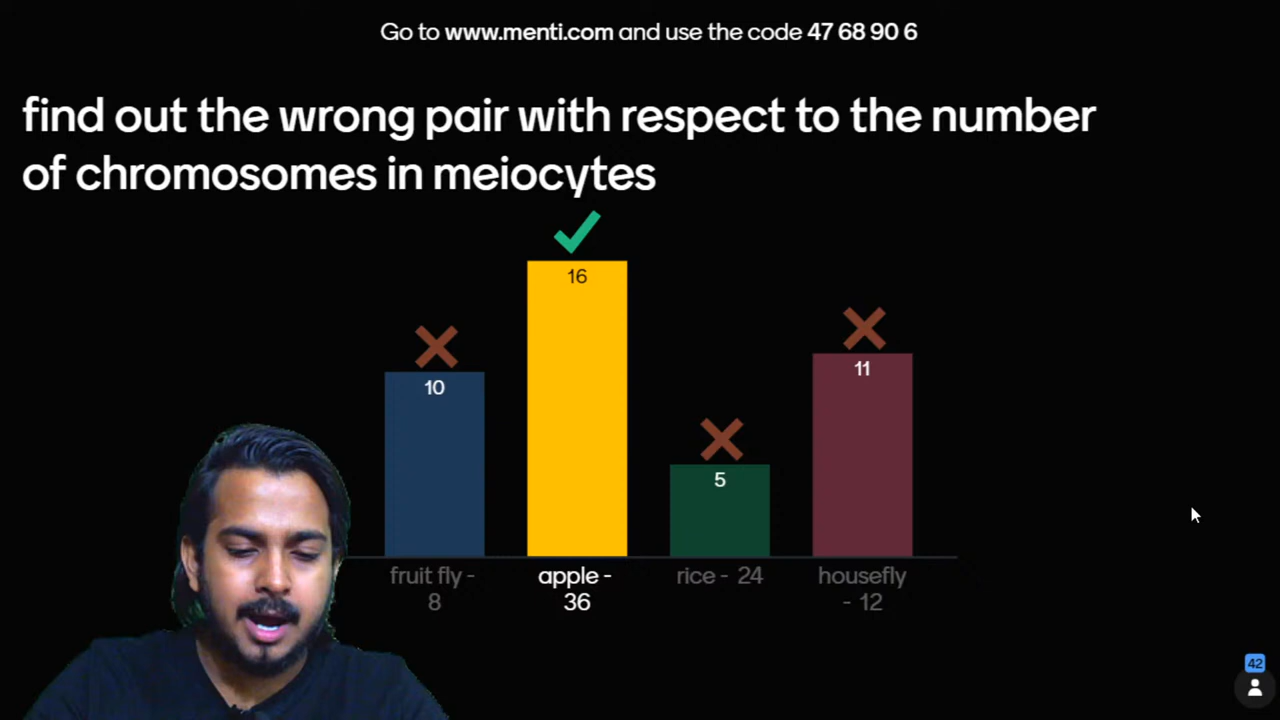 Go to www.menti.com and use the code 47 68 90 6
find out the wrong pair with respect to the number
of chromosomes in meiocytes
10
16
5
11
fruit fly -
8
apple -
36
rice - 24
housefly
- 12
42